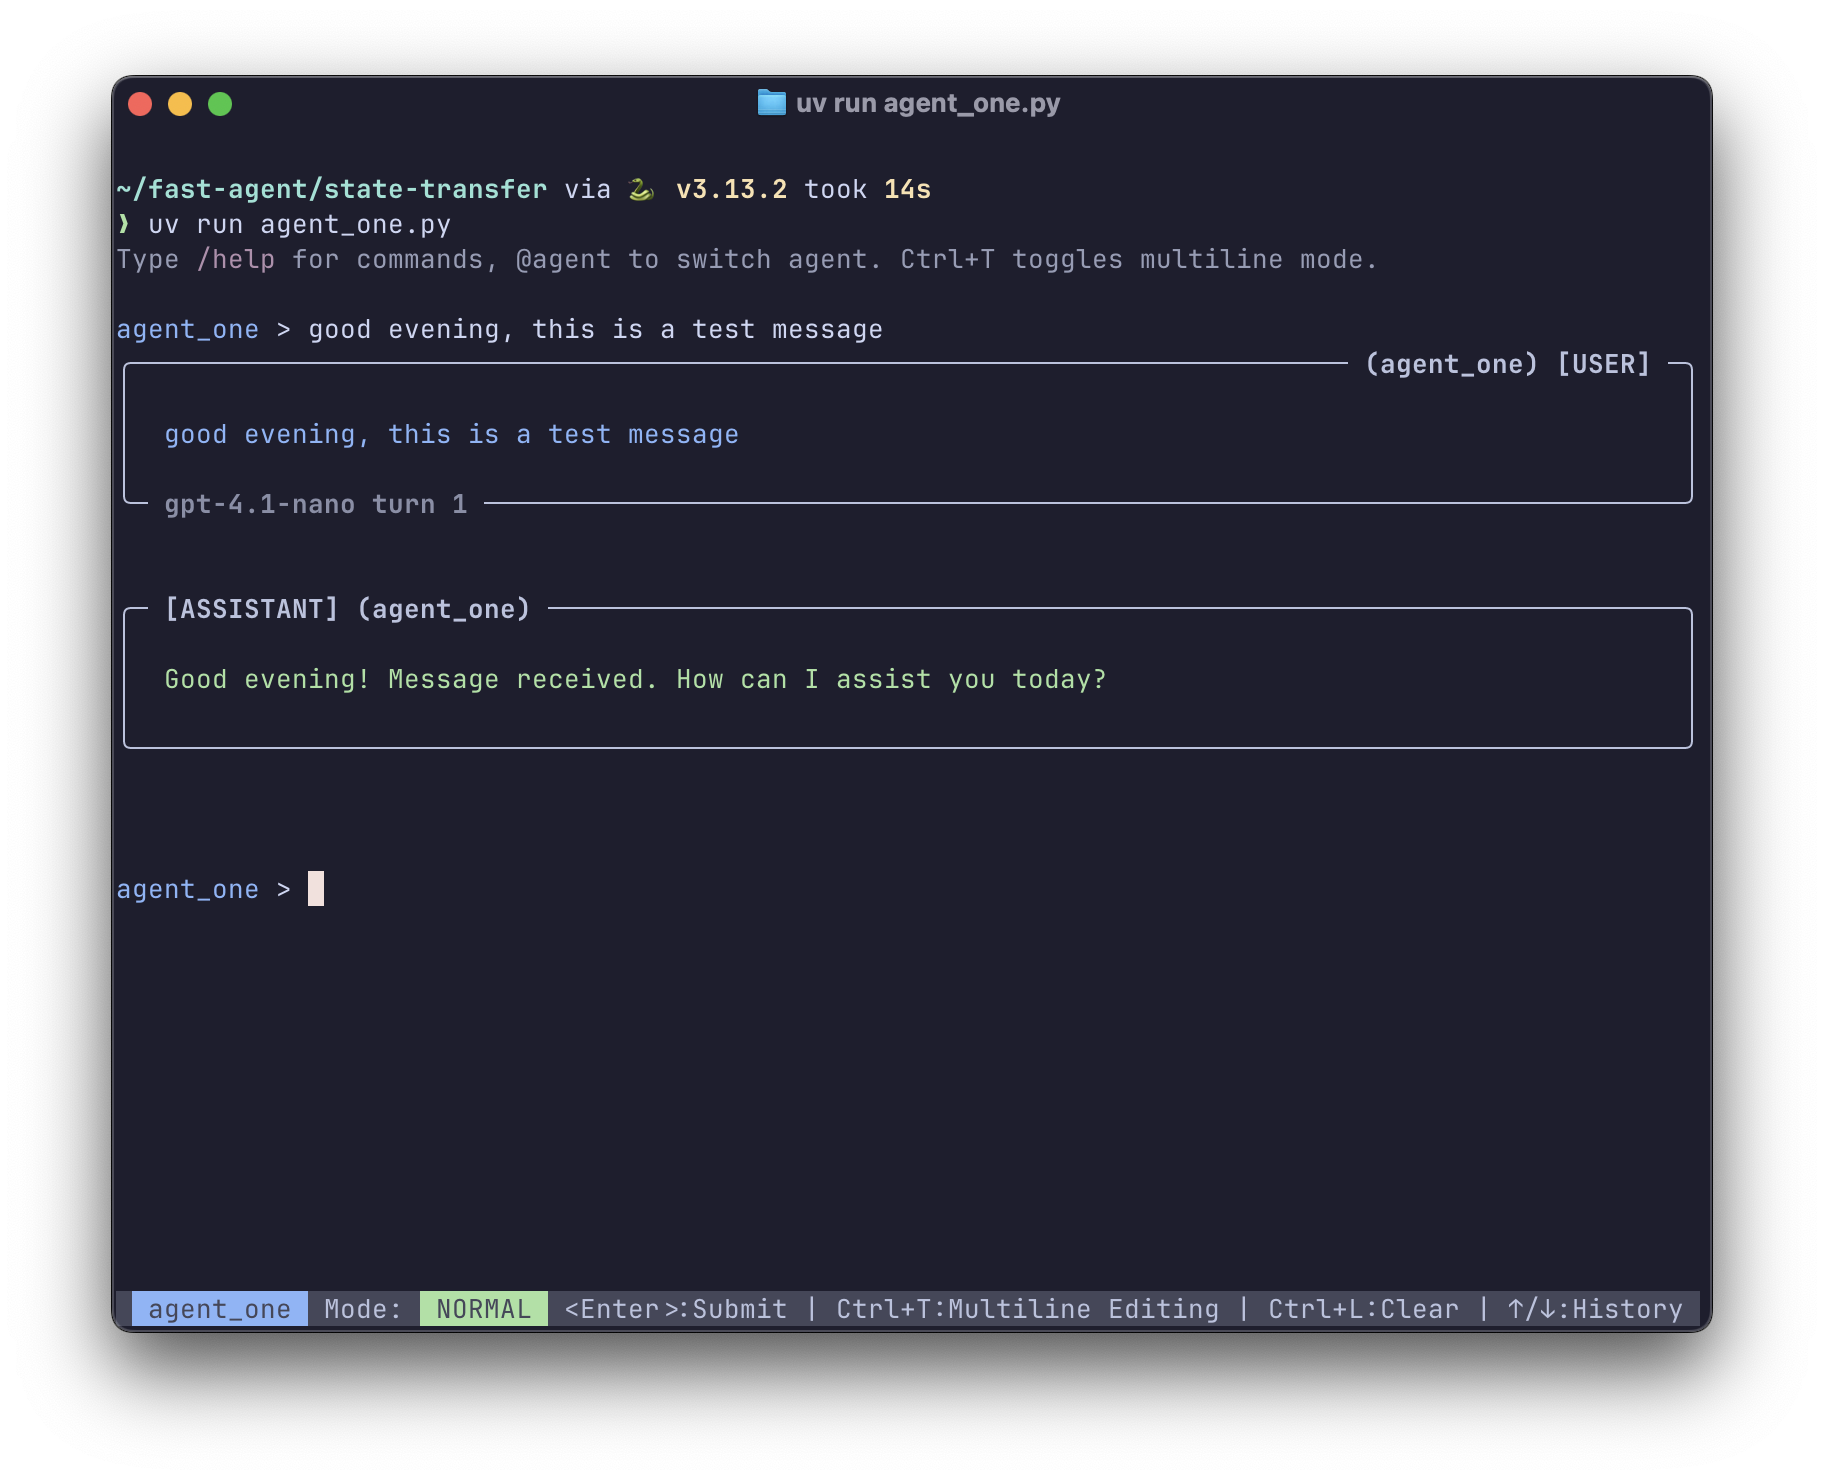 uv run agent_one.py
~/fast-agent/state-transfer via 🐍 v3.13.2 took 14s
❯ uv run agent_one.py
Type /help for commands, @agent to switch agent. Ctrl+T toggles multiline mode.
agent_one > good evening, this is a test message
(agent_one) [USER]
good evening, this is a test message
gpt-4.1-nano turn 1
[ASSISTANT] (agent_one)
Good evening! Message received. How can I assist you today?
agent_one >
agent_one Mode: NORMAL <Enter>:Submit | Ctrl+T:Multiline Editing | Ctrl+L:Clear | ↑/↓:History